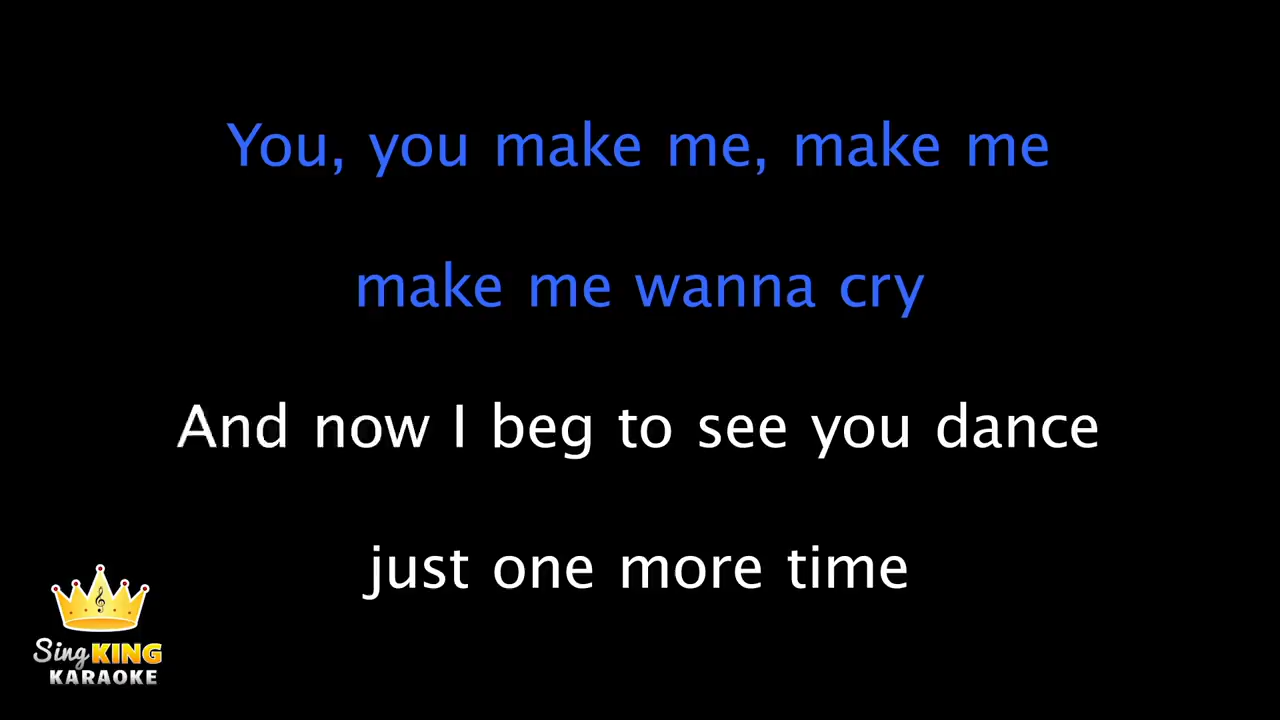 You, you make me, make me
make me wanna cry
And now I beg to see you dance
just one more time
Sing KING
KARAOKE